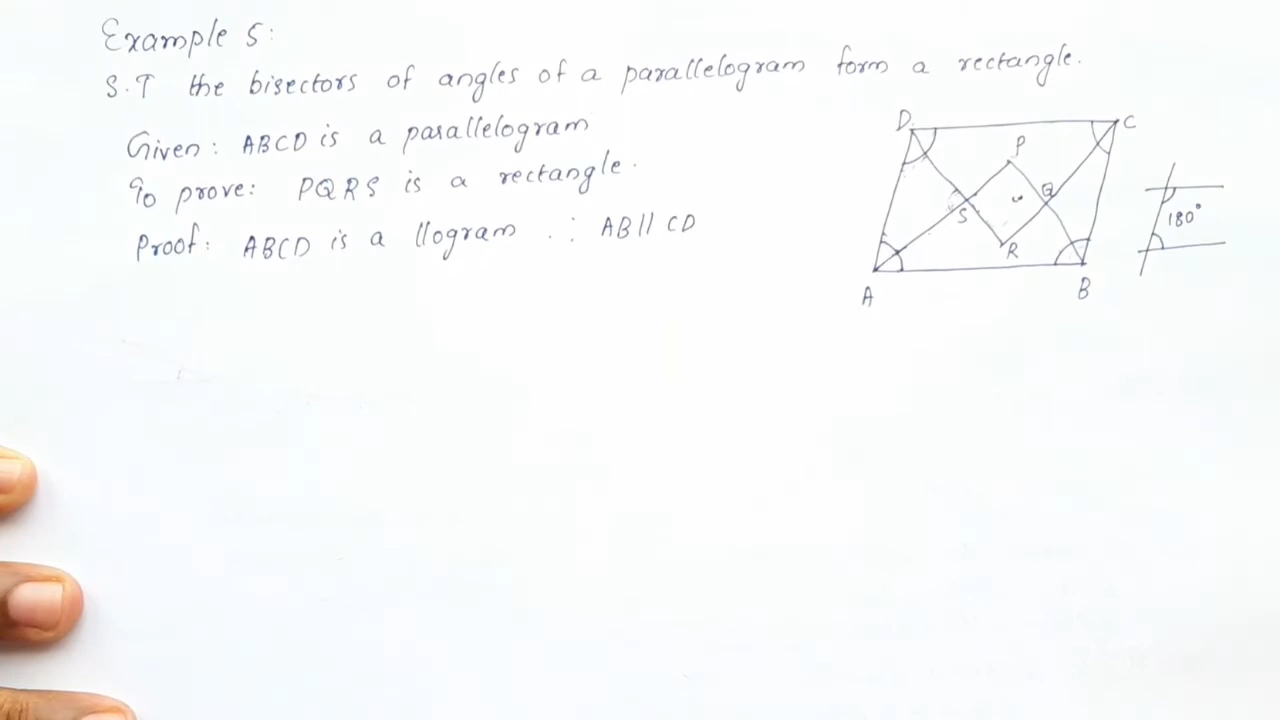 Example 5:
S.T the bisectors of angles of a parallelogram form a rectangle.
Given: ABCD is a parallelogram
To prove: PQRS is a rectangle.
Proof: ABCD is a llogram ∴ AB ll CD
D
C
P
Q
S
R
A
B
180°